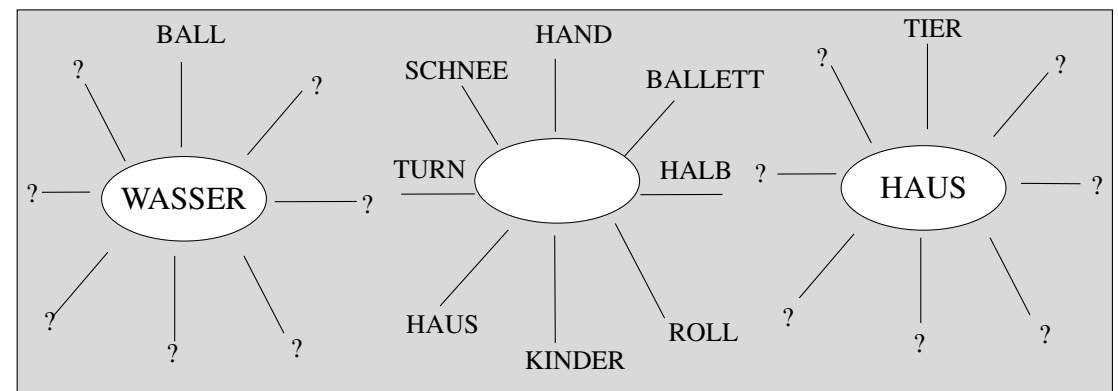 BALL
?
?
?
WASSER
?
?
?
?
HAND
SCHNEE
BALLETT
TURN
HALB
HAUS
ROLL
KINDER
TIER
?
?
?
HAUS
?
?
?
?